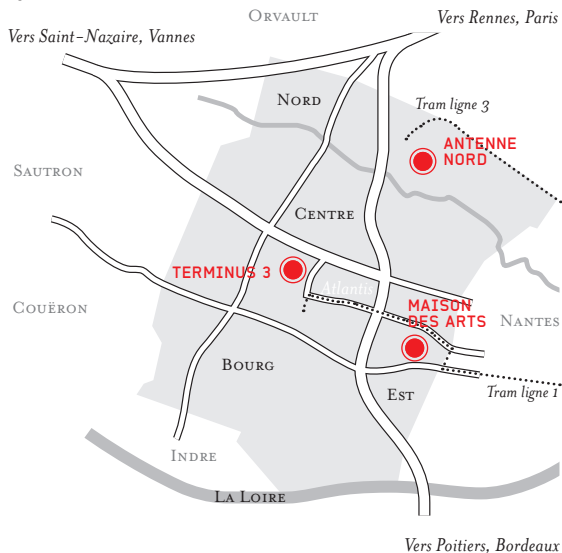 Orvault
Vers Rennes, Paris
Vers Saint-Nazaire, Vannes
Nord
Tram ligne 3
ANTENNE
NORD
Sautron
Centre
TERMINUS 3
Atlantis
MAISON
DES ARTS
Couëron
Nantes
Bourg
Est
Tram ligne 1
Indre
La Loire
Vers Poitiers, Bordeaux